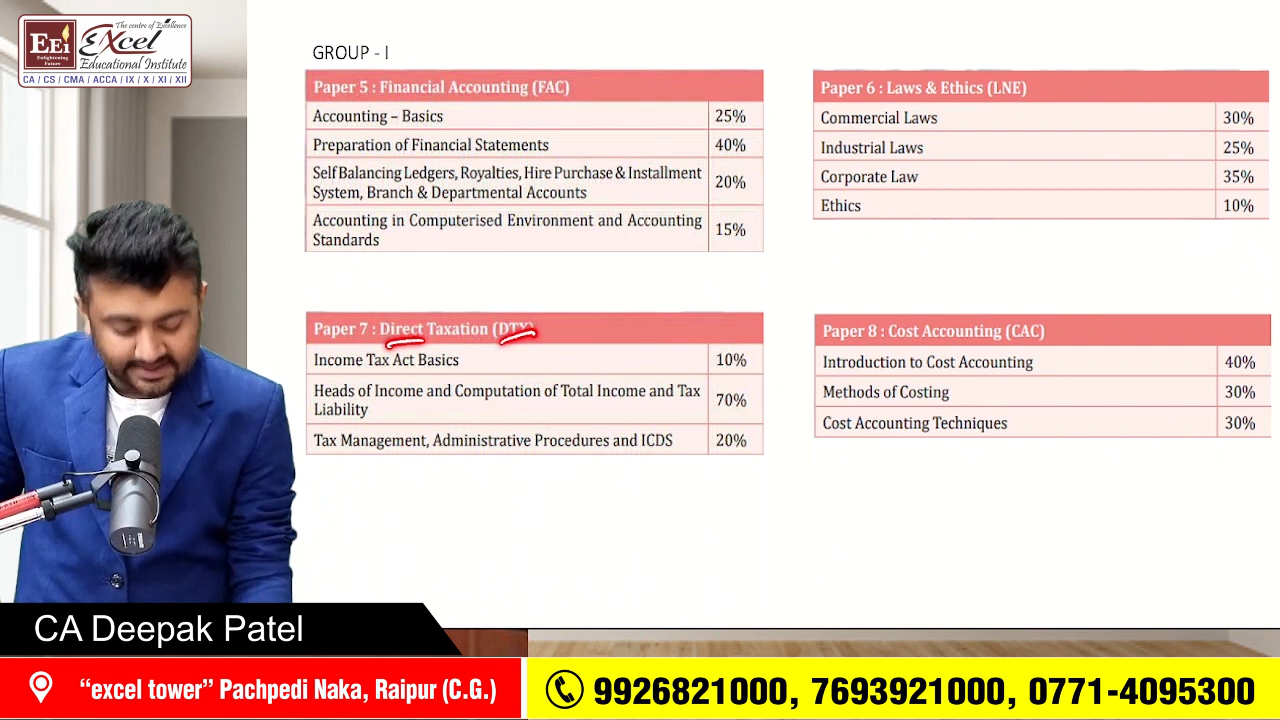 The centre of Excellence
EEi
Enlightening
Future
Excel
Educational Institute
CA / CS / CMA / ACCA / IX / X / XI / XII
GROUP - I
Paper 5 : Financial Accounting (FAC)
Accounting – Basics 25%
Preparation of Financial Statements 40%
Self Balancing Ledgers, Royalties, Hire Purchase & Installment
System, Branch & Departmental Accounts 20%
Accounting in Computerised Environment and Accounting
Standards 15%
Paper 6 : Laws & Ethics (LNE)
Commercial Laws 30%
Industrial Laws 25%
Corporate Law 35%
Ethics 10%
Paper 7 : Direct Taxation (DTX)
Income Tax Act Basics 10%
Heads of Income and Computation of Total Income and Tax
Liability 70%
Tax Management, Administrative Procedures and ICDS 20%
Paper 8 : Cost Accounting (CAC)
Introduction to Cost Accounting 40%
Methods of Costing 30%
Cost Accounting Techniques 30%
CA Deepak Patel
“excel tower” Pachpedi Naka, Raipur (C.G.)
9926821000, 7693921000, 0771-4095300